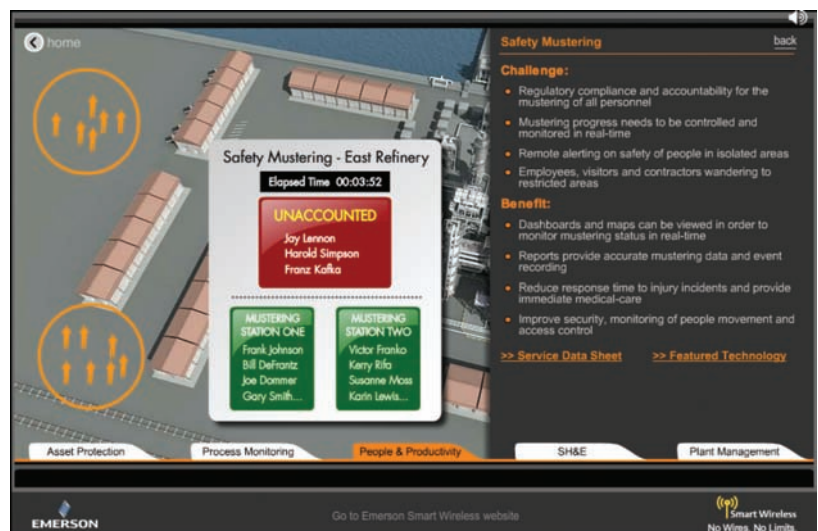 home
Safety Mustering - East Refinery
Elapsed Time 00:03:52
UNACCOUNTED
Jay Lennon
Harold Simpson
Franz Kafka
MUSTERING
STATION ONE
Frank Johnson
Bill DeFrantz
Joe Dommer
Gary Smith...
MUSTERING
STATION TWO
Victor Franko
Kerry Rifa
Susanne Moss
Karin Lewis...
Safety Mustering
back
Challenge:
• Regulatory compliance and accountability for the
mustering of all personnel
• Mustering progress needs to be controlled and
monitored in real-time
• Remote alerting on safety of people in isolated areas
• Employees, visitors and contractors wandering to
restricted areas
Benefit:
• Dashboards and maps can be viewed in order to
monitor mustering status in real-time
• Reports provide accurate mustering data and event
recording
• Reduce response time to injury incidents and provide
immediate medical-care
• Improve security, monitoring of people movement and
access control
>> Service Data Sheet
>> Featured Technology
Asset Protection
Process Monitoring
People & Productivity
SH&E
Plant Management
EMERSON
Go to Emerson Smart Wireless website
Smart Wireless
No Wires. No Limits.